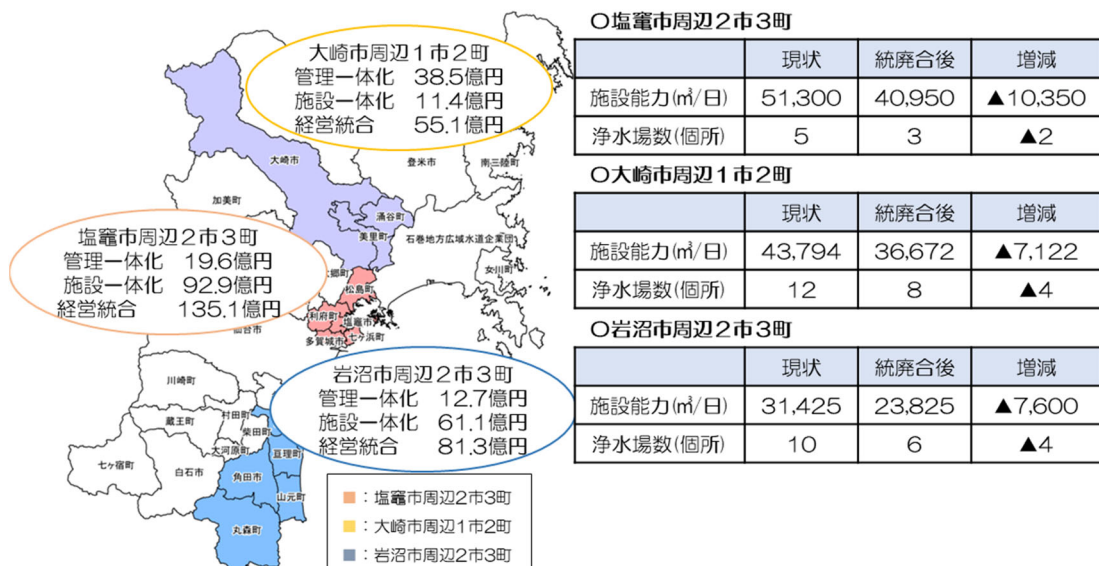 大崎市周辺1市2町
管理一体化 38.5億円
施設一体化 11.4億円
経営統合 55.1億円
塩竈市周辺2市3町
管理一体化 19.6億円
施設一体化 92.9億円
経営統合 135.1億円
岩沼市周辺2市3町
管理一体化 12.7億円
施設一体化 61.1億円
経営統合 81.3億円
大崎市
登米市
南三陸町
加美町
涌谷町
美里町
石巻地方広域水道企業団
女川町
大郷町
松島町
利府町
塩竈市
仙台市
多賀城市
七ヶ浜町
川崎町
村田町
蔵王町
柴田町
大河原町
亘理町
七ヶ宿町
白石市
角田市
山元町
丸森町
■：塩竈市周辺2市3町
■：大崎市周辺1市2町
■：岩沼市周辺2市3町
○塩竈市周辺2市3町
現状 統廃合後 増減
施設能力(㎥/日) 51,300 40,950 ▲10,350
浄水場数(個所) 5 3 ▲2
○大崎市周辺1市2町
現状 統廃合後 増減
施設能力(㎥/日) 43,794 36,672 ▲7,122
浄水場数(個所) 12 8 ▲4
○岩沼市周辺2市3町
現状 統廃合後 増減
施設能力(㎥/日) 31,425 23,825 ▲7,600
浄水場数(個所) 10 6 ▲4